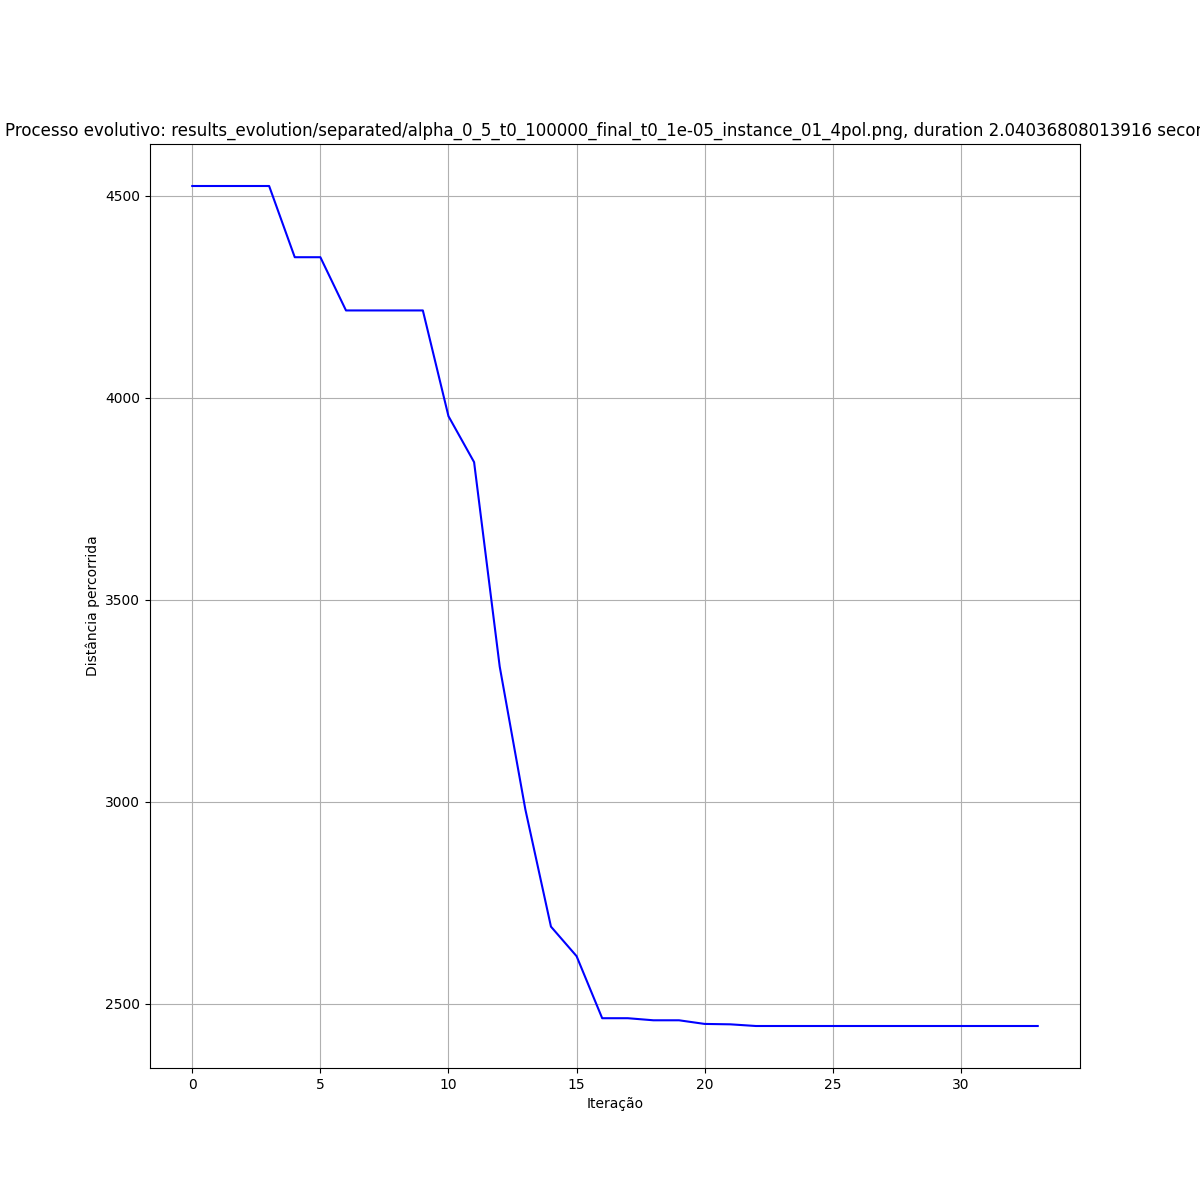 Processo evolutivo: results_evolution/separated/alpha_0_5_t0_100000_final_t0_1e-05_instance_01_4pol.png, duration 2.04036808013916
4500
4000
3500
3000
2500
Distância percorrida
0 5 10 15 20 25 30
Iteração